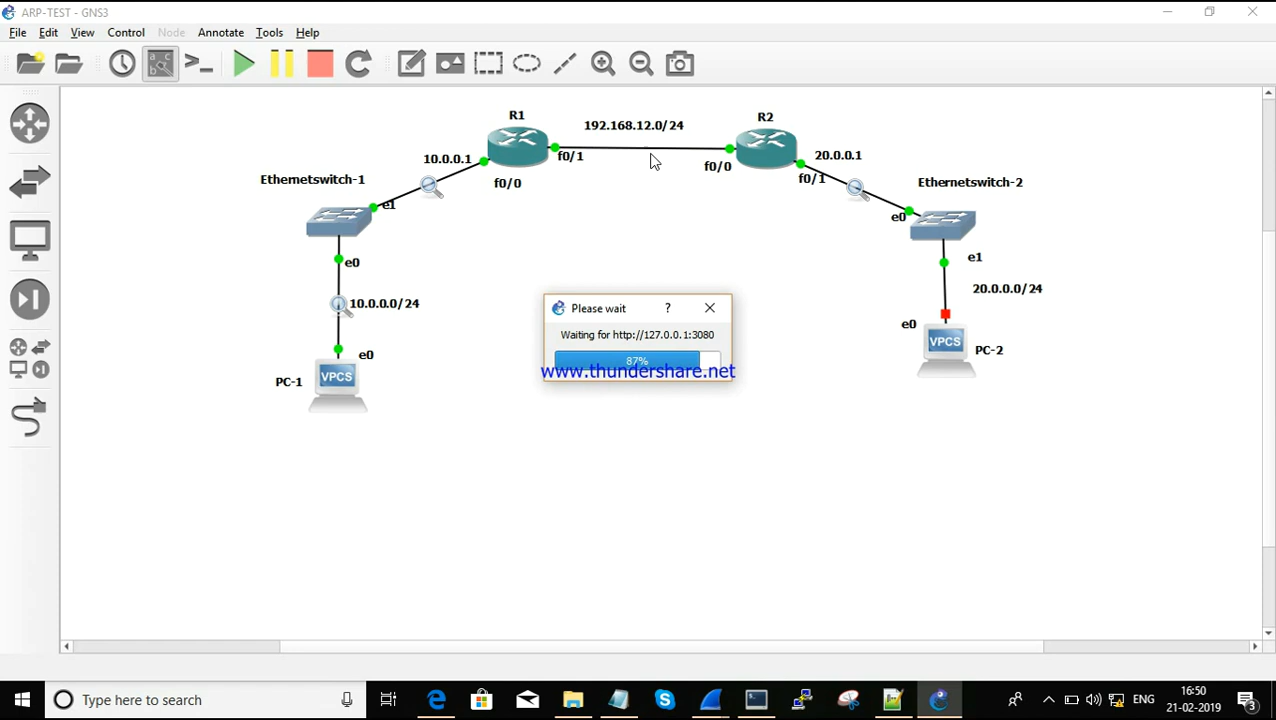 ARP-TEST - GNS3
File Edit View Control Node Annotate Tools Help
R1
192.168.12.0/24
R2
10.0.0.1
f0/1
f0/0
20.0.0.1
f0/0
f0/1
Ethernetswitch-1
Ethernetswitch-2
e1
e0
e0
e1
10.0.0.0/24
20.0.0.0/24
e0
e0
PC-1
VPCS
VPCS
PC-2
Please wait ?
Waiting for http://127.0.0.1:3080
87%
www.thundershare.net
Type here to search
ENG
16:50
21-02-2019
3